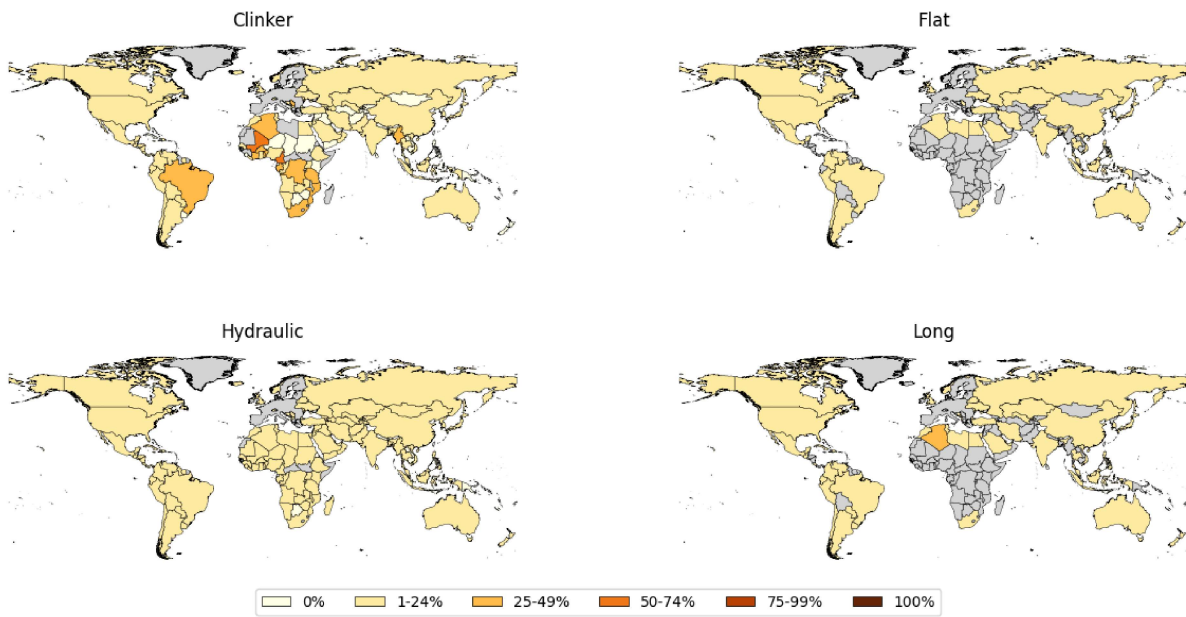 Clinker
Flat
Hydraulic
Long
0%
1-24%
25-49%
50-74%
75-99%
100%